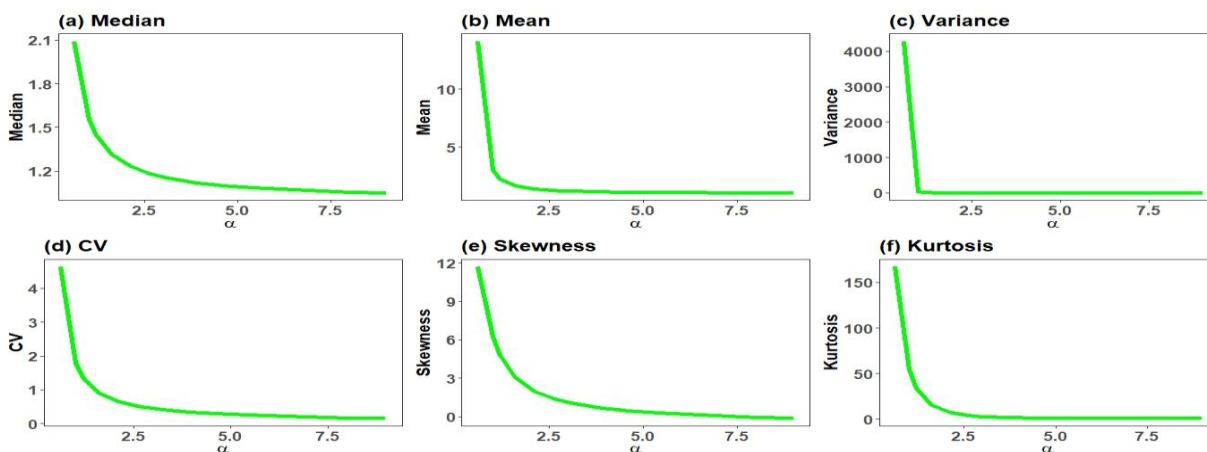 (a) Median
2.1
1.8
1.5
1.2
Median
2.5
5.0
7.5
α
(b) Mean
10
5
Mean
2.5
5.0
7.5
α
(c) Variance
4000
3000
2000
1000
0
Variance
2.5
5.0
7.5
α
(d) CV
4
3
2
1
0
CV
2.5
5.0
7.5
α
(e) Skewness
12
9
6
3
0
Skewness
2.5
5.0
7.5
α
(f) Kurtosis
150
100
50
0
Kurtosis
2.5
5.0
7.5
α